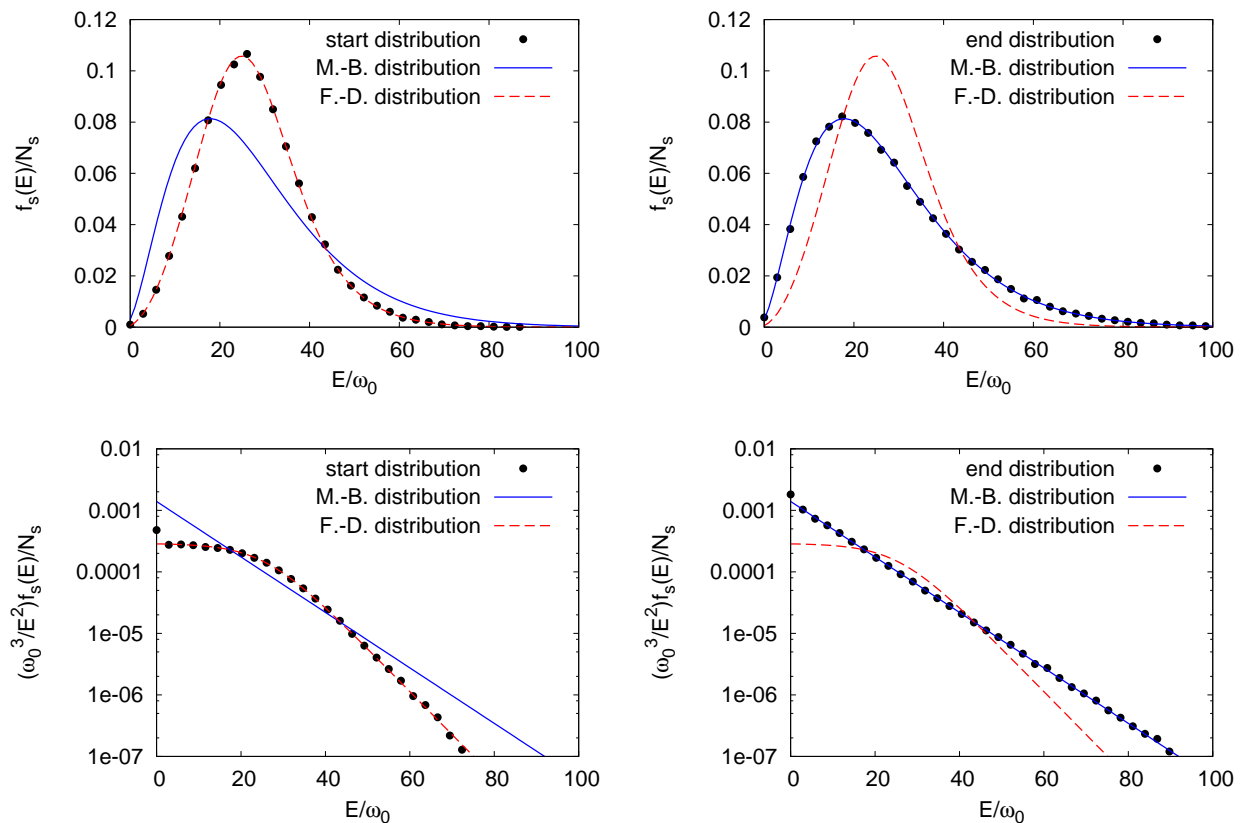 0.12
0.1
0.08
0.06
0.04
0.02
0
f_s(E)/N_s
start distribution
M.-B. distribution
F.-D. distribution
0 20 40 60 80 100
E/ω_0
0.12
0.1
0.08
0.06
0.04
0.02
0
f_s(E)/N_s
end distribution
M.-B. distribution
F.-D. distribution
0 20 40 60 80 100
E/ω_0
0.01
0.001
0.0001
1e-05
1e-06
1e-07
(ω_0^3/E^2)f_s(E)/N_s
start distribution
M.-B. distribution
F.-D. distribution
0 20 40 60 80 100
E/ω_0
0.01
0.001
0.0001
1e-05
1e-06
1e-07
(ω_0^3/E^2)f_s(E)/N_s
end distribution
M.-B. distribution
F.-D. distribution
0 20 40 60 80 100
E/ω_0